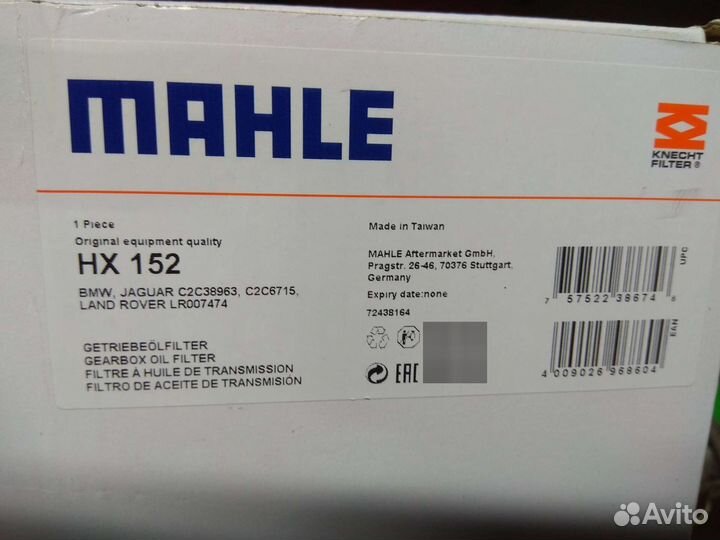 MAHLE
KNECHT
FILTER®
1 Piece
Original equipment quality
HX 152
BMW, JAGUAR C2C38963, C2C6715,
LAND ROVER LR007474
GETRIEBEÖLFILTER
GEARBOX OIL FILTER
FILTRE À HUILE DE TRANSMISSION
FILTRO DE ACEITE DE TRANSMISIÓN
Made in Taiwan
MAHLE Aftermarket GmbH,
Pragstr. 26-46, 70376 Stuttgart,
Germany
Expiry date:none
72438164
EAC
UPC
7 57522 38674 6
EAN
4 009026 968604
Avito